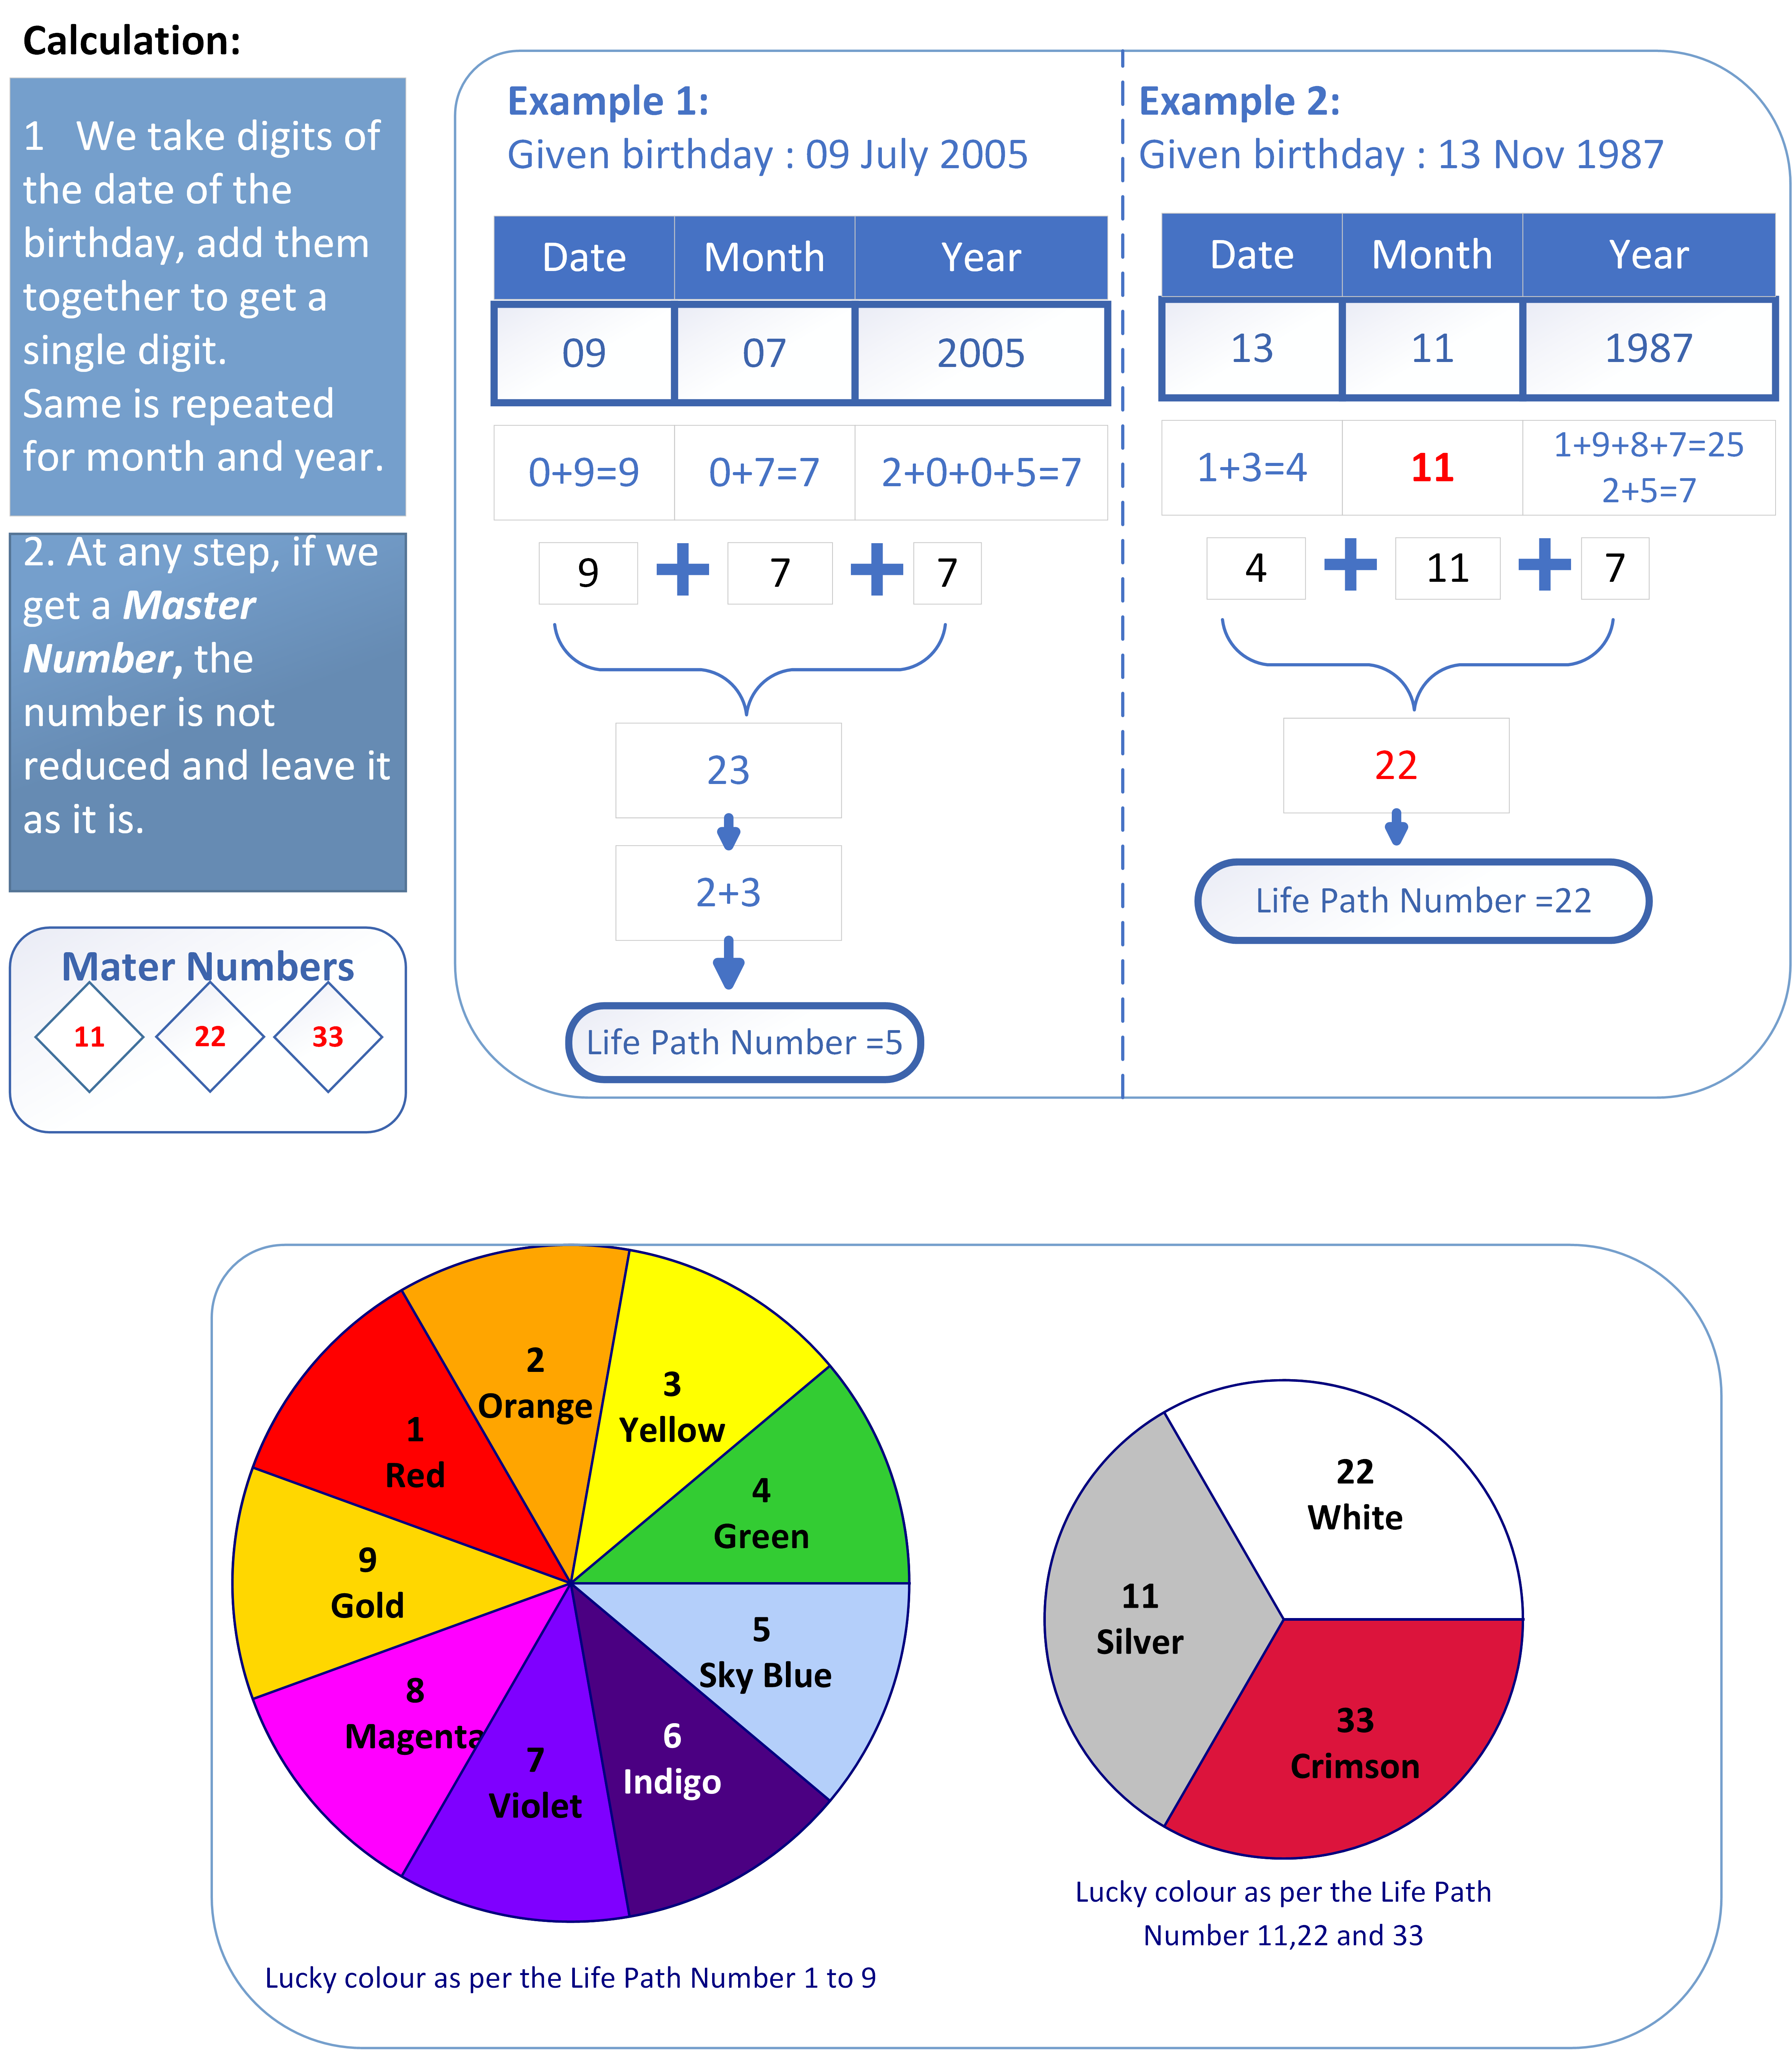 Calculation:
1 We take digits of
the date of the
birthday, add them
together to get a
single digit.
Same is repeated
for month and year.
2. At any step, if we
get a Master
Number, the
number is not
reduced and leave it
as it is.
Mater Numbers
11 22 33
Example 1:
Given birthday : 09 July 2005
Date Month Year
09 07 2005
0+9=9 0+7=7 2+0+0+5=7
9 + 7 + 7
23
2+3
Life Path Number =5
Example 2:
Given birthday : 13 Nov 1987
Date Month Year
13 11 1987
1+3=4 11 1+9+8+7=25
2+5=7
4 + 11 + 7
22
Life Path Number =22
1
Red
2
Orange
3
Yellow
4
Green
5
Sky Blue
6
Indigo
7
Violet
8
Magenta
9
Gold
Lucky colour as per the Life Path Number 1 to 9
11
Silver
22
White
33
Crimson
Lucky colour as per the Life Path
Number 11,22 and 33